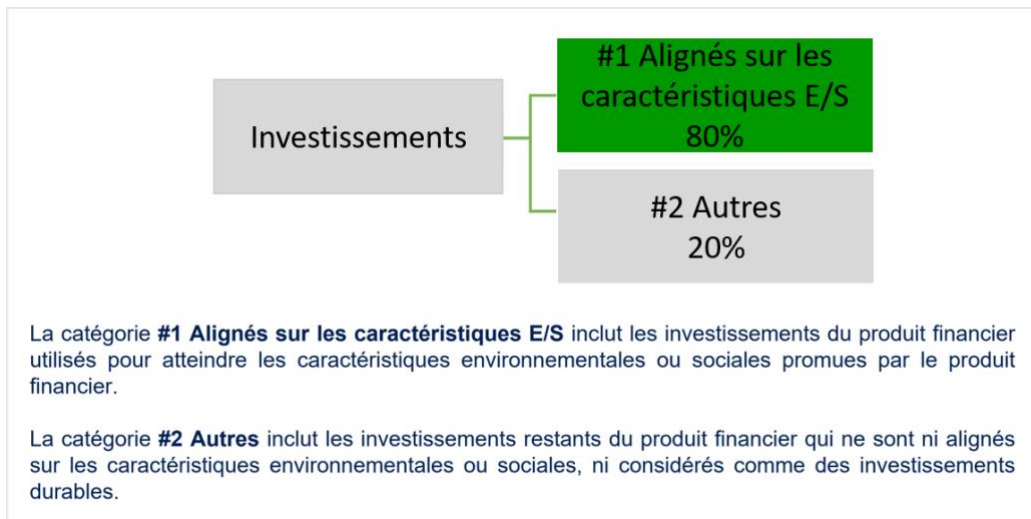 #1 Alignés sur les
caractéristiques E/S
80%
Investissements
#2 Autres
20%
La catégorie #1 Alignés sur les caractéristiques E/S inclut les investissements du produit financier
utilisés pour atteindre les caractéristiques environnementales ou sociales promues par le produit
financier.
La catégorie #2 Autres inclut les investissements restants du produit financier qui ne sont ni alignés
sur les caractéristiques environnementales ou sociales, ni considérés comme des investissements
durables.